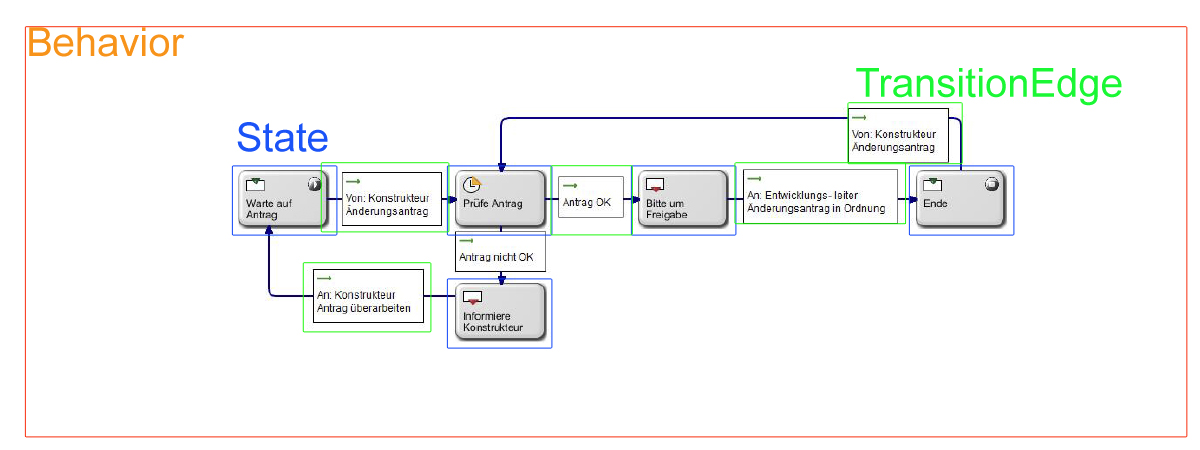 Behavior
TransitionEdge
State
Von: Konstrukteur
Änderungsantrag
Warte auf
Antrag
Von: Konstrukteur
Änderungsantrag
Prüfe Antrag
Antrag OK
Bitte um
Freigabe
An: Entwicklungs- leiter
Änderungsantrag in Ordnung
Ende
Antrag nicht OK
An: Konstrukteur
Antrag überarbeiten
Informiere
Koinstrukteur